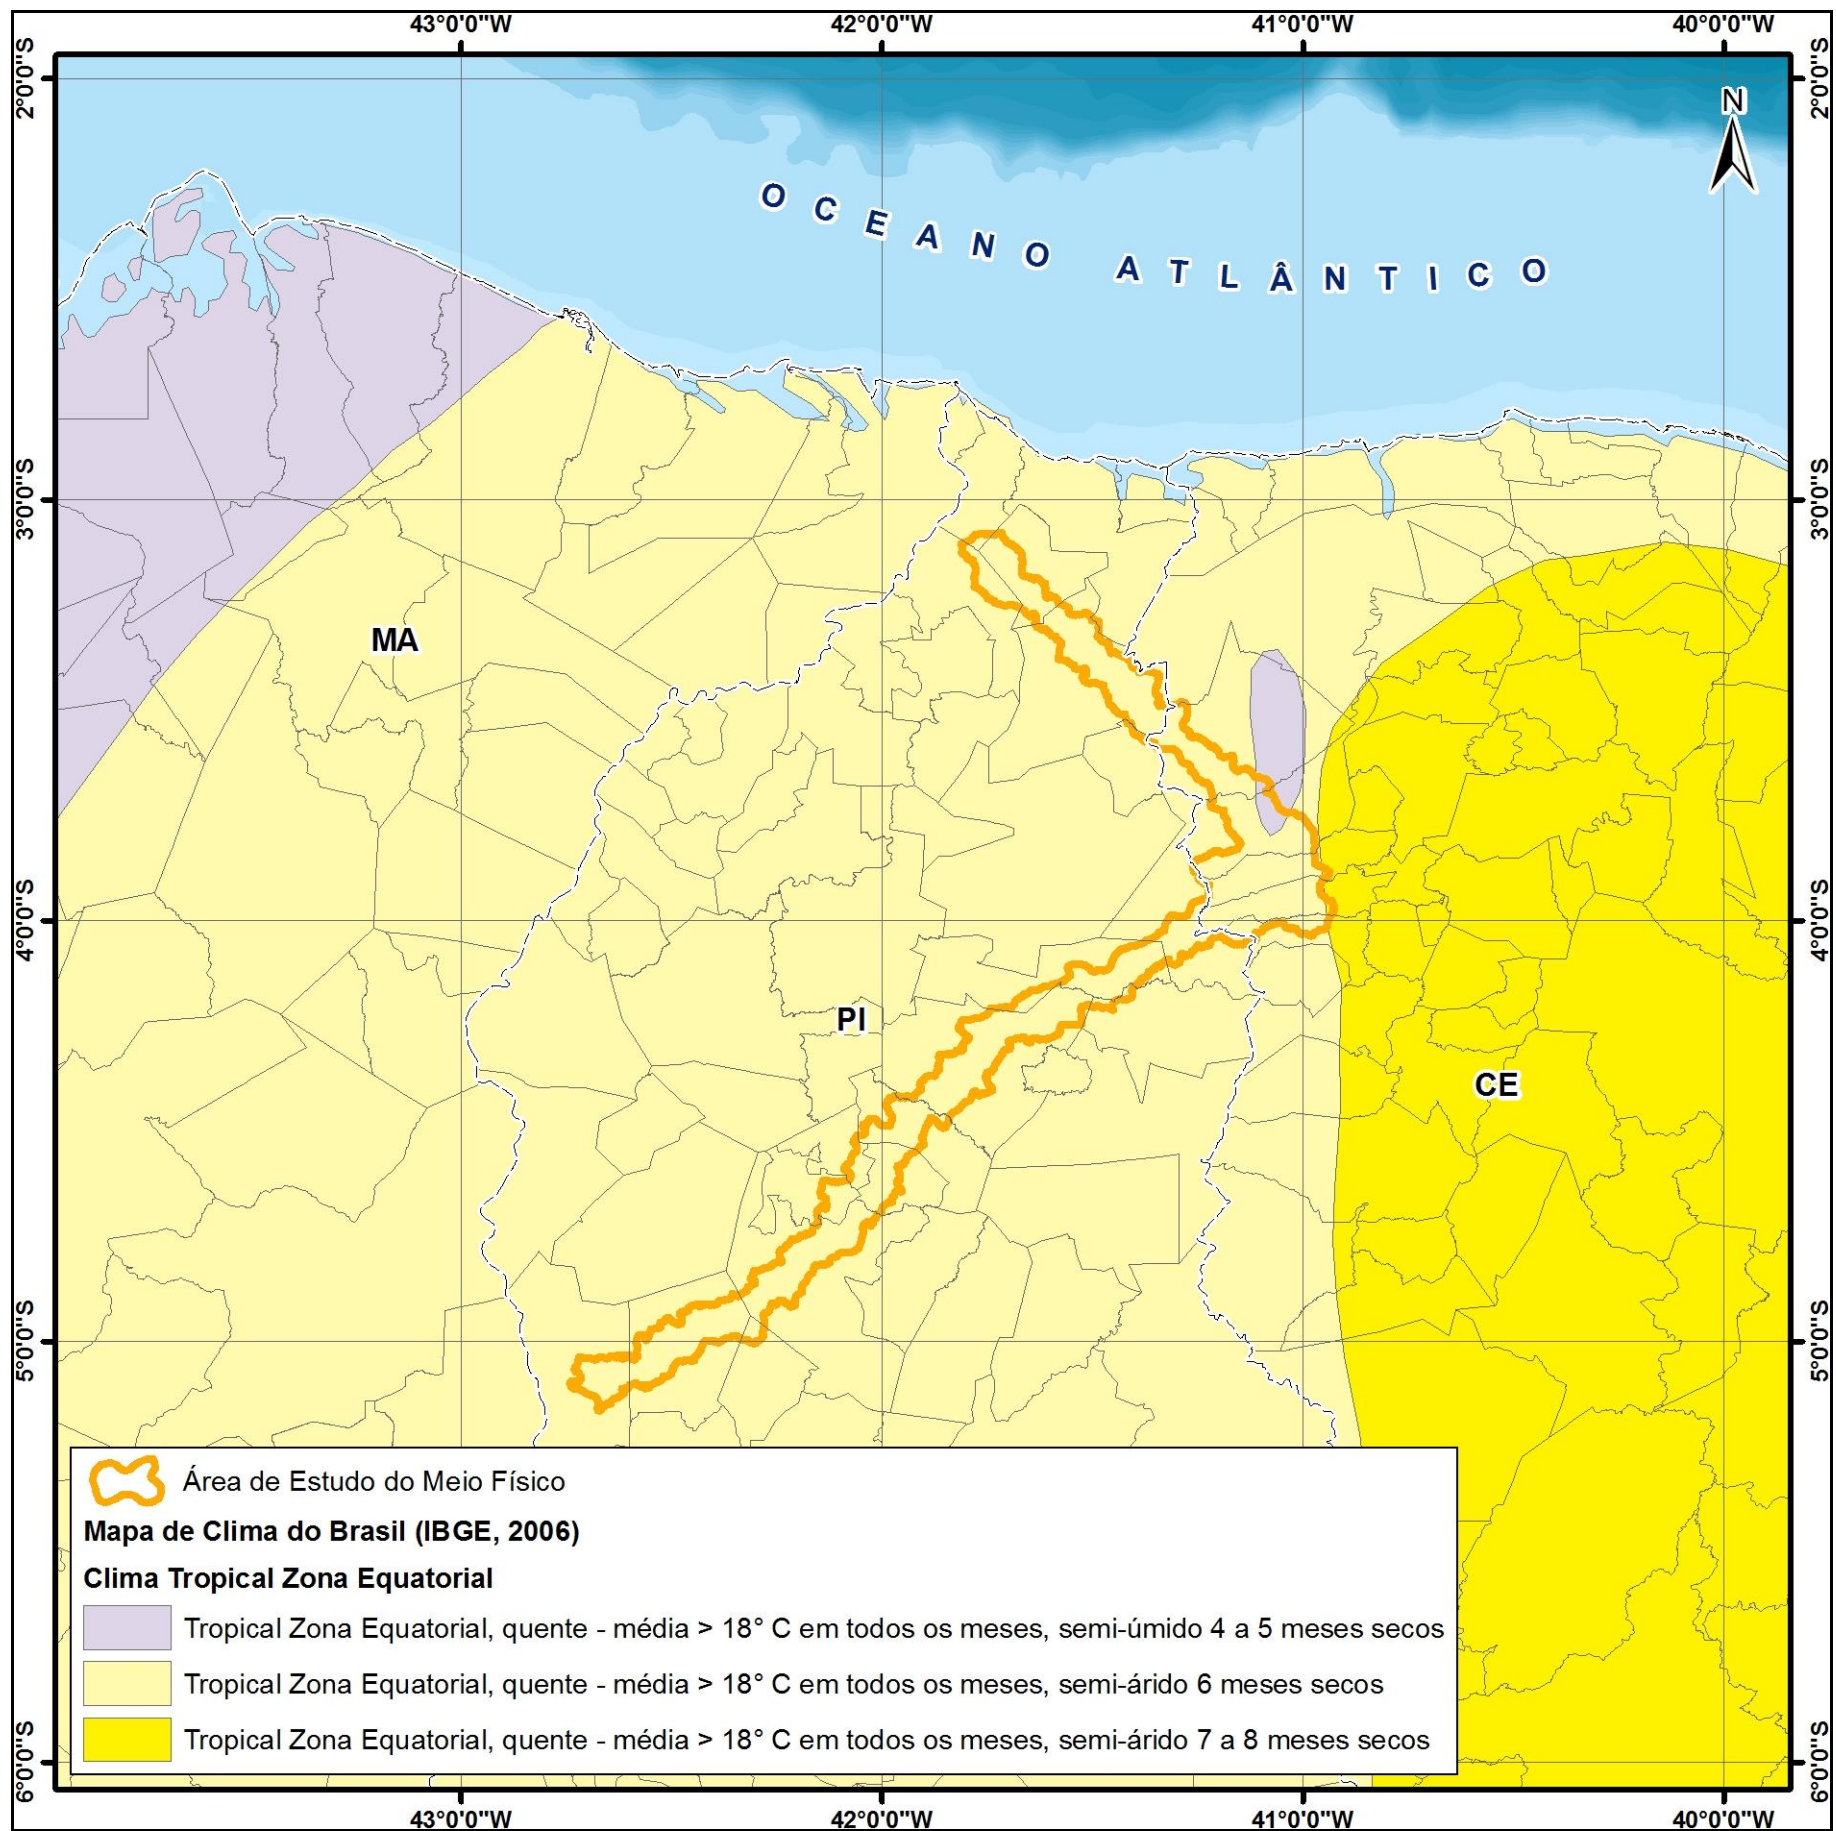 43°0'0"W 42°0'0"W 41°0'0"W 40°0'0"W
2°0'0"S 2°0'0"S
N
OCEANO ATLÂNTICO
3°0'0"S 3°0'0"S
MA
4°0'0"S 4°0'0"S
PI
CE
5°0'0"S 5°0'0"S
Área de Estudo do Meio Físico
Mapa de Clima do Brasil (IBGE, 2006)
Clima Tropical Zona Equatorial
Tropical Zona Equatorial, quente - média > 18° C em todos os meses, semi-úmido 4 a 5 meses secos
Tropical Zona Equatorial, quente - média > 18° C em todos os meses, semi-árido 6 meses secos
Tropical Zona Equatorial, quente - média > 18° C em todos os meses, semi-árido 7 a 8 meses secos
6°0'0"S 6°0'0"S
43°0'0"W 42°0'0"W 41°0'0"W 40°0'0"W